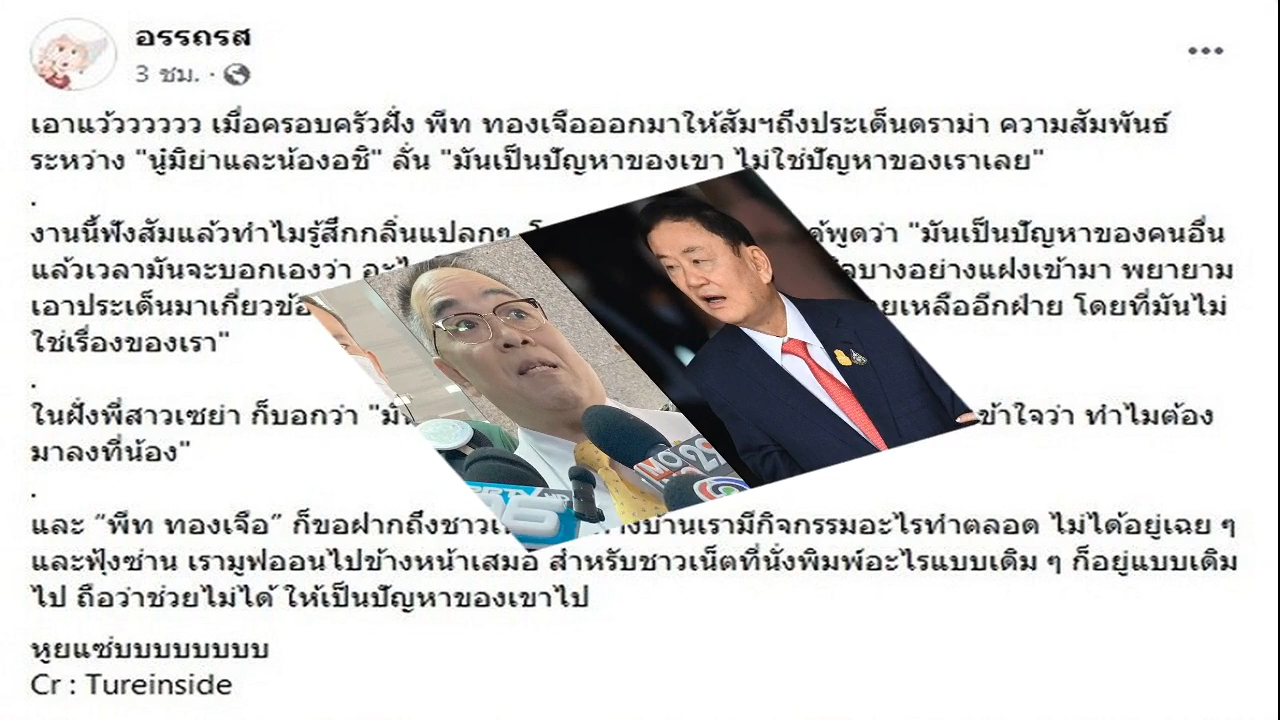 อรรถรส
3 ชม. ·
เอาแว้วววววว เมื่อครอบครัวฝั่ง พีท ทองเจือออกมาให้สัมฯถึงประเด็นดราม่า ความสัมพันธ์
ระหว่าง "นู๋มิย่าและน้องอชิ" ลั่น "มันเป็นปัญหาของเขา ไม่ใช่ปัญหาของเราเลย"
.
งานนี้ฟังสัมแล้วทำไมรู้สึกกลิ่นแปลกๆ พูดว่า "มันเป็นปัญหาของคนอื่น
แล้วเวลามันจะบอกเองว่า บางอย่างแฝงเข้ามา พยายาม
เอาประเด็นมาเกี่ยวข้อง เหลืออีกฝ่าย โดยที่มันไม่
ใช่เรื่องของเรา"
.
ในฝั่งพี่สาวเซย่า ก็บอกว่า ทำไมต้อง
มาลงที่น้อง"
.
และ “พีท ทองเจือ” ก็ขอฝากถึงชาวเน็ต บ้านเรามีกิจกรรมอะไรทำตลอด ไม่ได้อยู่เฉย ๆ
และฟุ้งซ่าน เรามูฟออนไปข้างหน้าเสมอ สำหรับชาวเน็ตที่นั่งพิมพ์อะไรแบบเดิม ๆ ก็อยู่แบบเดิม
ไป ถือว่าช่วยไม่ได้ ให้เป็นปัญหาของเขาไป
หูยแซ่บบบบบบบบ
Cr : Tureinside